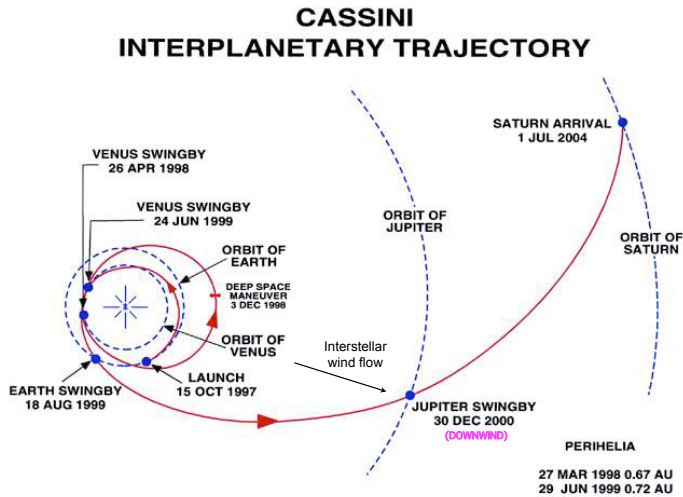 CASSINI
INTERPLANETARY TRAJECTORY
SATURN ARRIVAL
1 JUL 2004
VENUS SWINGBY
26 APR 1998
VENUS SWINGBY
24 JUN 1999
ORBIT OF
JUPITER
ORBIT OF
SATURN
ORBIT OF
EARTH
DEEP SPACE
MANEUVER
3 DEC 1998
ORBIT OF
VENUS
Interstellar
wind flow
LAUNCH
15 OCT 1997
EARTH SWINGBY
18 AUG 1999
JUPITER SWINGBY
30 DEC 2000
(DOWNWIND)
PERIHELIA
27 MAR 1998 0.67 AU
29 JUN 1999 0.72 AU